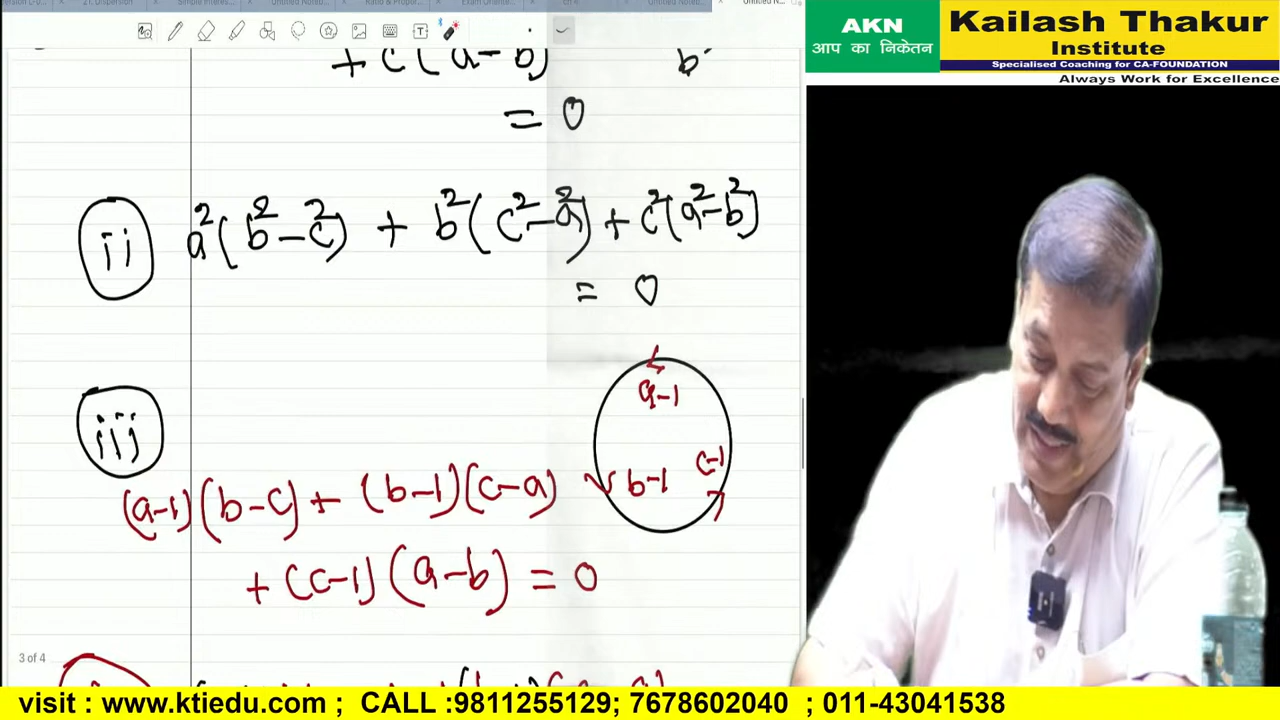 AKN
आप का निकेतन
Kailash Thakur
Institute
Specialised Coaching for CA-FOUNDATION
Always Work for Excellence
+ c(a-b)
= 0
ii a²(b²-c²) + b²(c²-a²) + c²(a²-b²)
= 0
iii
a-1
b-1
c-1
(a-1)(b-c) + (b-1)(c-a)
+ (c-1)(a-b) = 0
3 of 4
visit : www.ktiedu.com ; CALL :9811255129; 7678602040 ; 011-43041538